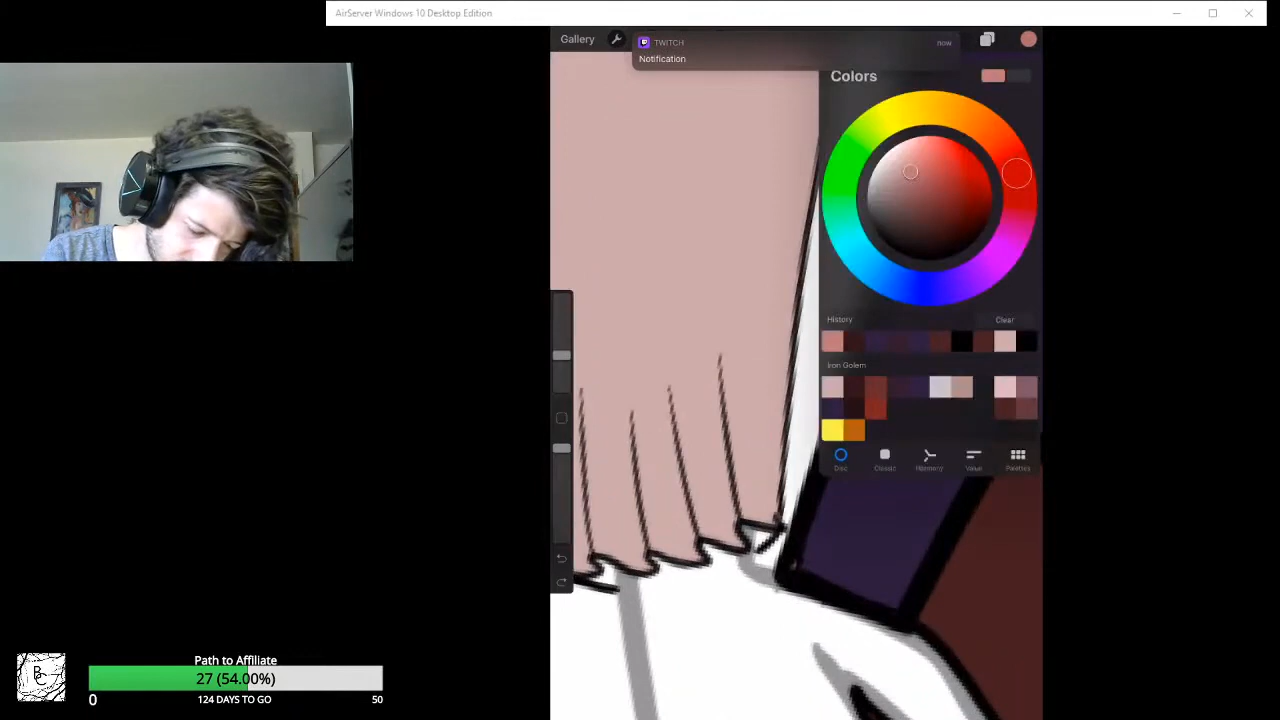 AirServer Windows 10 Desktop Edition
Gallery
TWITCH
now
Notification
Colors
History
Clear
Iron Golem
Disc
Classic
Harmony
Value
Palettes
B
Path to Affiliate
27 (54.00%)
0
124 DAYS TO GO
50